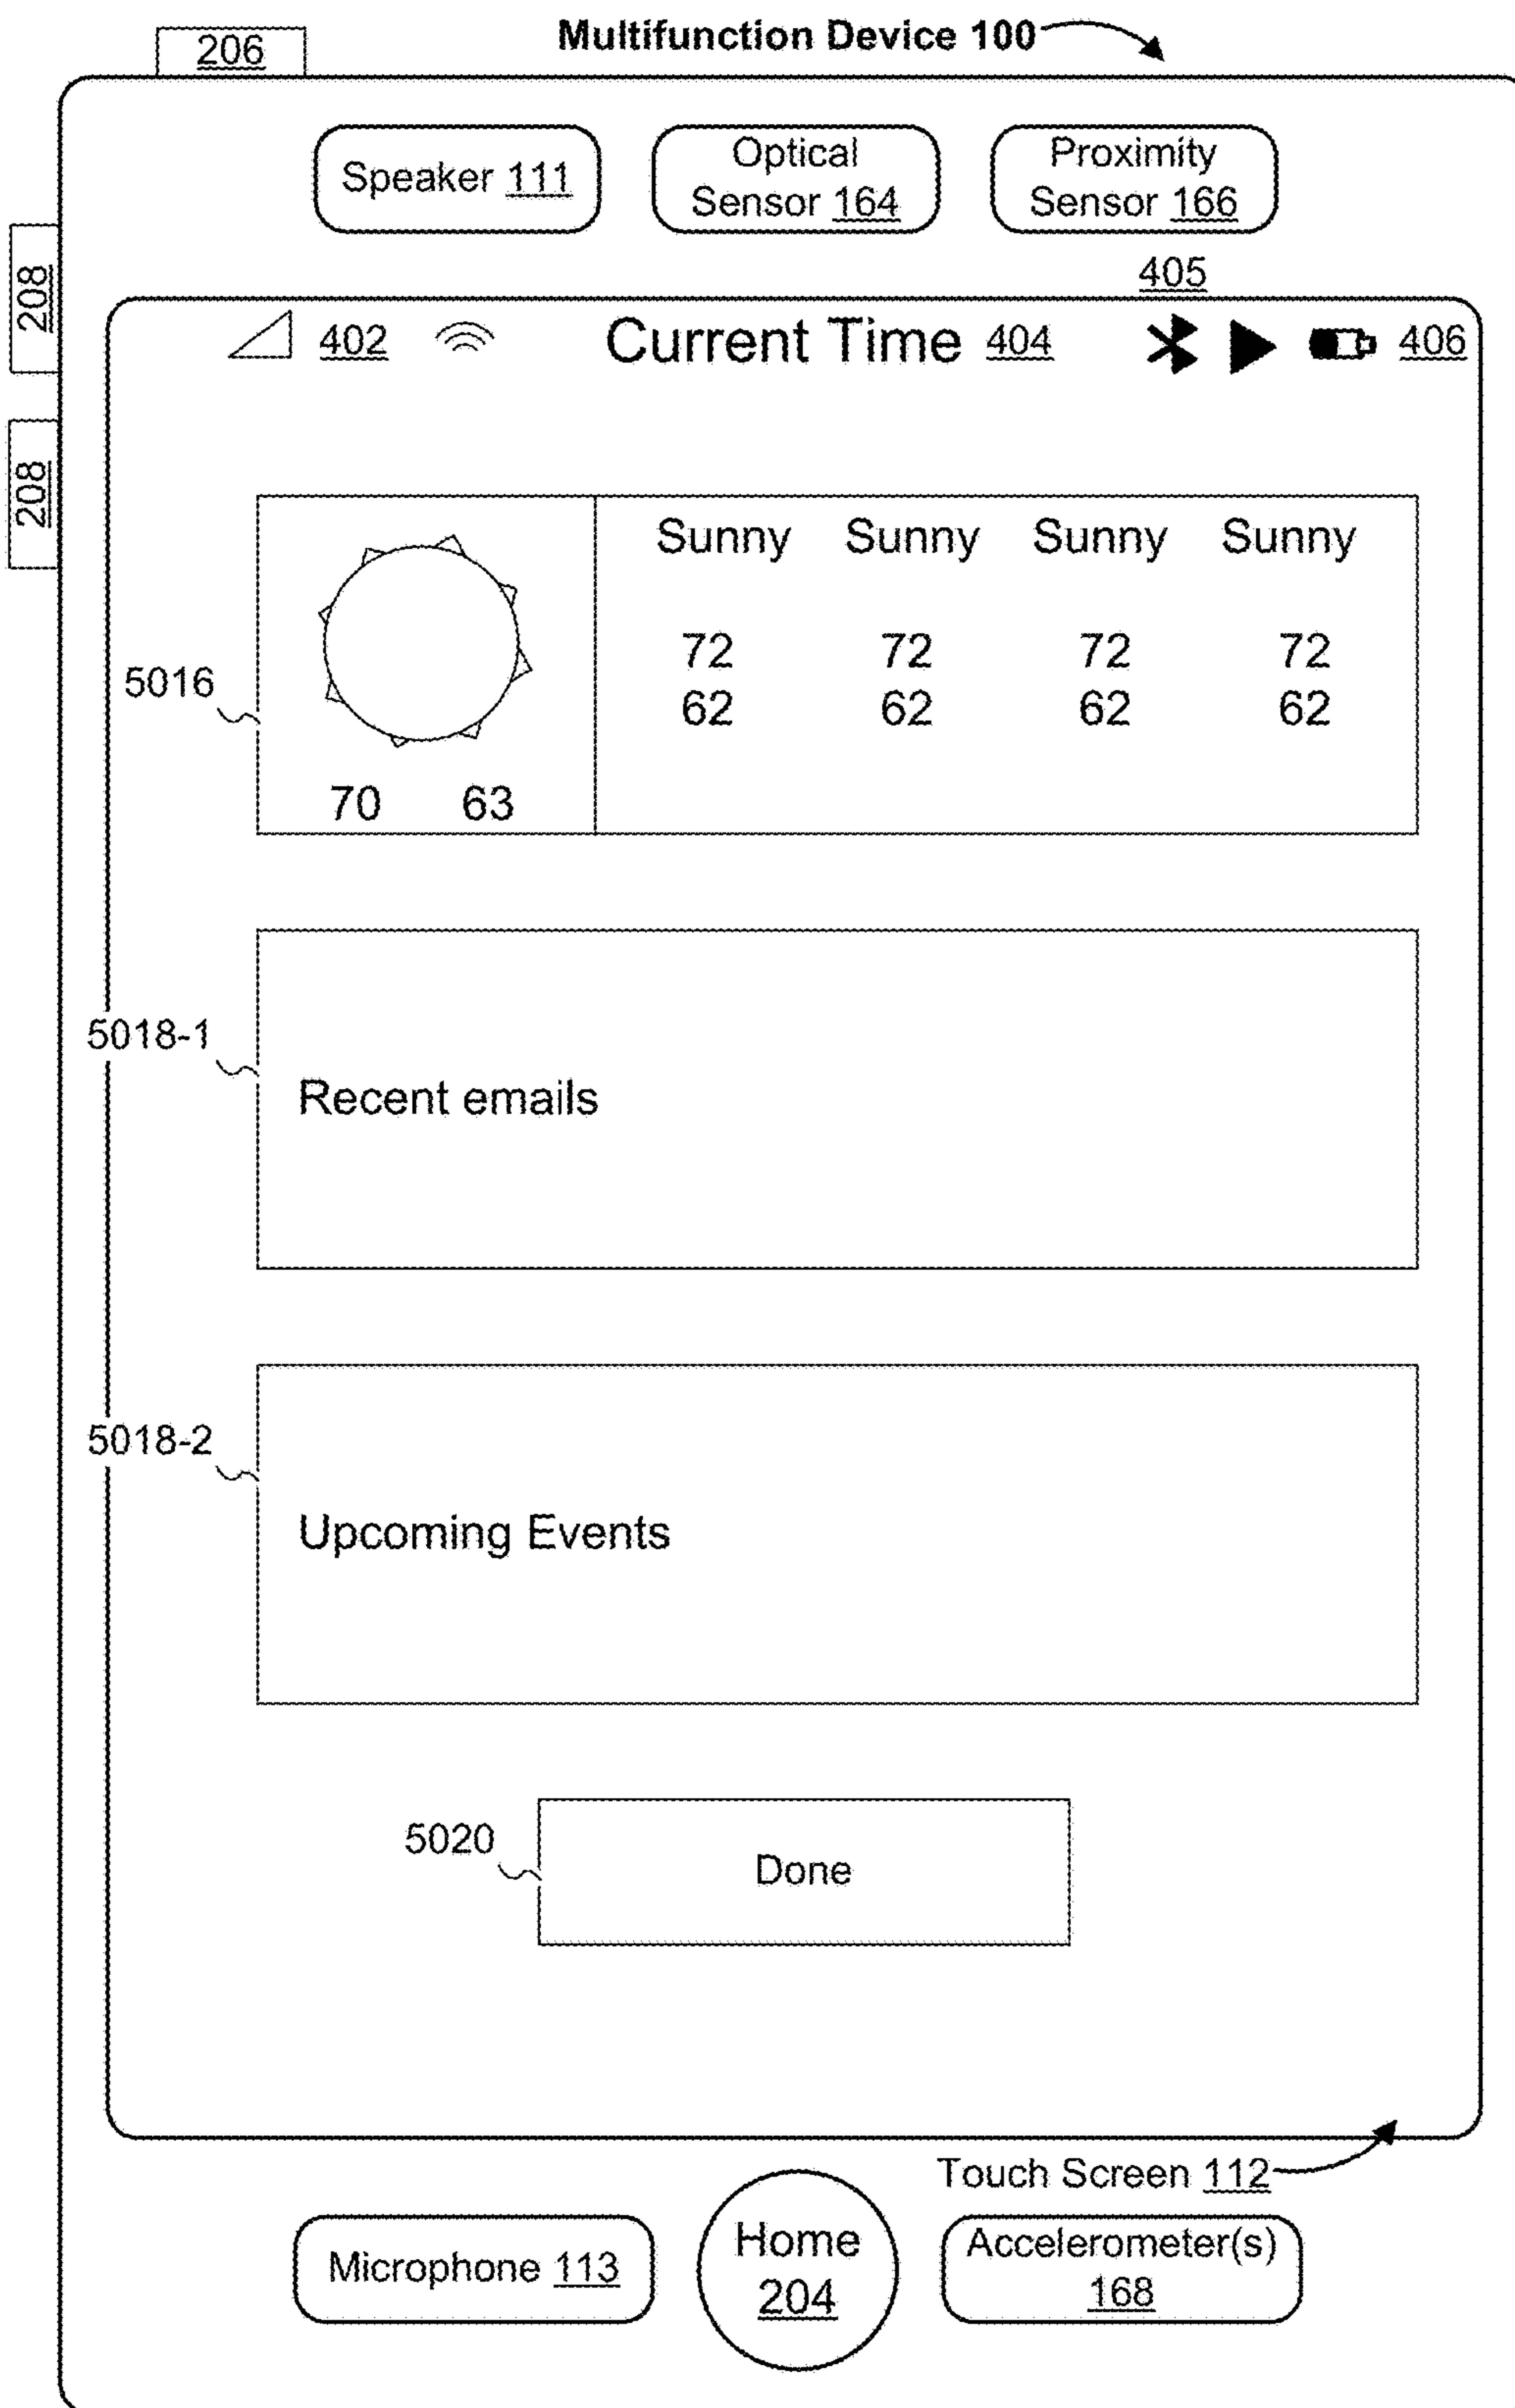 Multifunction Device 100
206
Speaker 111
Optical
Sensor 164
Proximity
Sensor 166
208
208
405
402
Current Time 404
406
Sunny Sunny Sunny Sunny
72 72 72 72
62 62 62 62
5016
70 63
5018-1
Recent emails
5018-2
Upcoming Events
5020
Done
Touch Screen 112
Microphone 113
Home
204
Accelerometer(s)
168